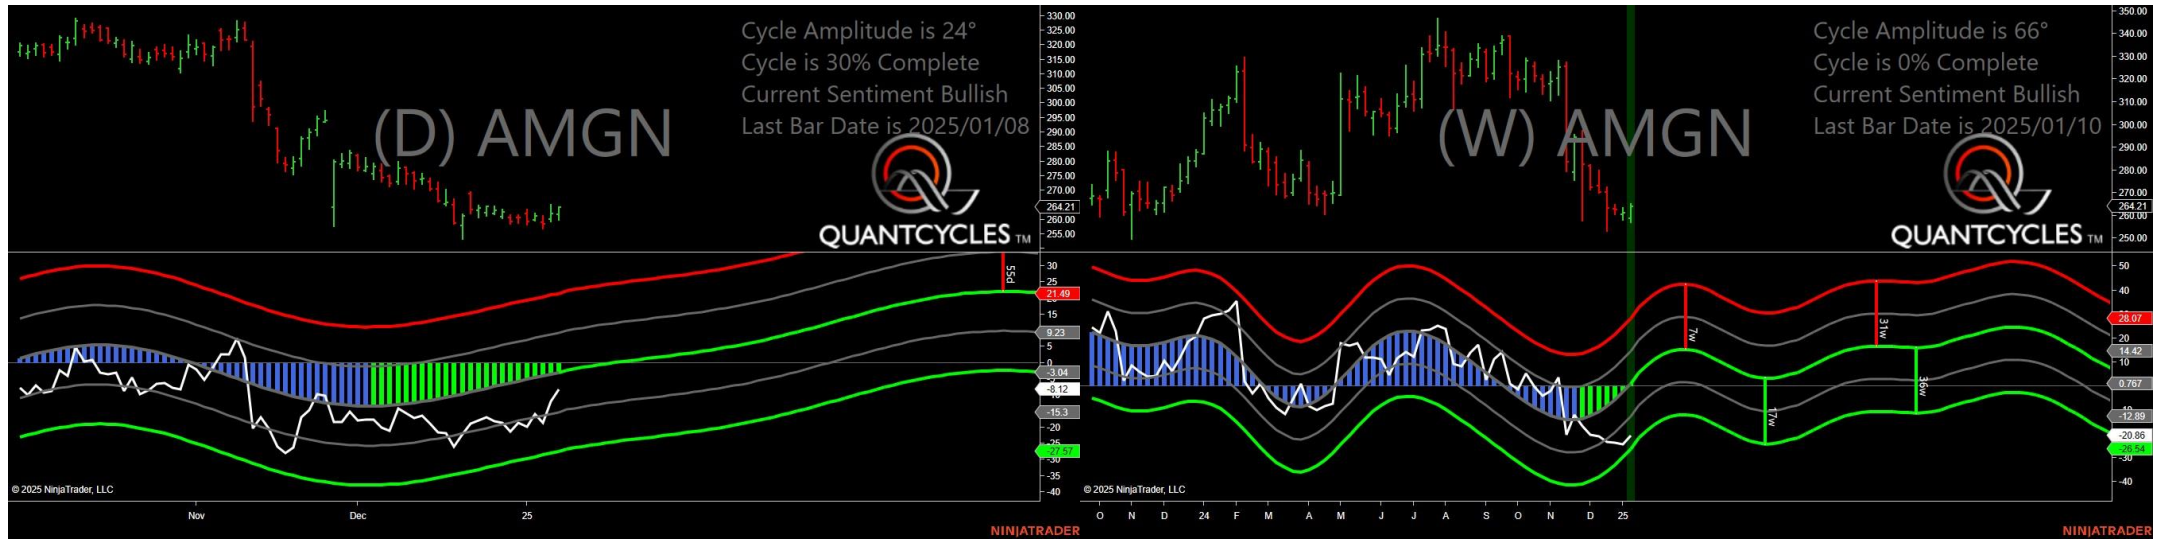 Cycle Amplitude is 24°
Cycle is 30% Complete
Current Sentiment Bullish
Last Bar Date is 2025/01/08
(D) AMGN
QUANTCYCLES TM
330.00
325.00
320.00
315.00
310.00
305.00
300.00
295.00
290.00
285.00
280.00
275.00
270.00
264.21
260.00
255.00
55d
30
25
21.49
15
9.23
5
0
-3.04
-8.12
-15.3
-20
-27.57
-30
-35
-40
© 2025 NinjaTrader, LLC
Nov
Dec
25
NINJATRADER
Cycle Amplitude is 66°
Cycle is 0% Complete
Current Sentiment Bullish
Last Bar Date is 2025/01/10
(W) AMGN
QUANTCYCLES TM
350.00
340.00
330.00
320.00
310.00
300.00
290.00
280.00
270.00
264.21
260.00
250.00
7w
17w
31w
36w
50
40
28.07
20
14.42
10
0.767
-12.89
-20.86
-26.54
-30
-40
© 2025 NinjaTrader, LLC
O N D 24 F M A M J J A S O N D 25
NINJATRADER